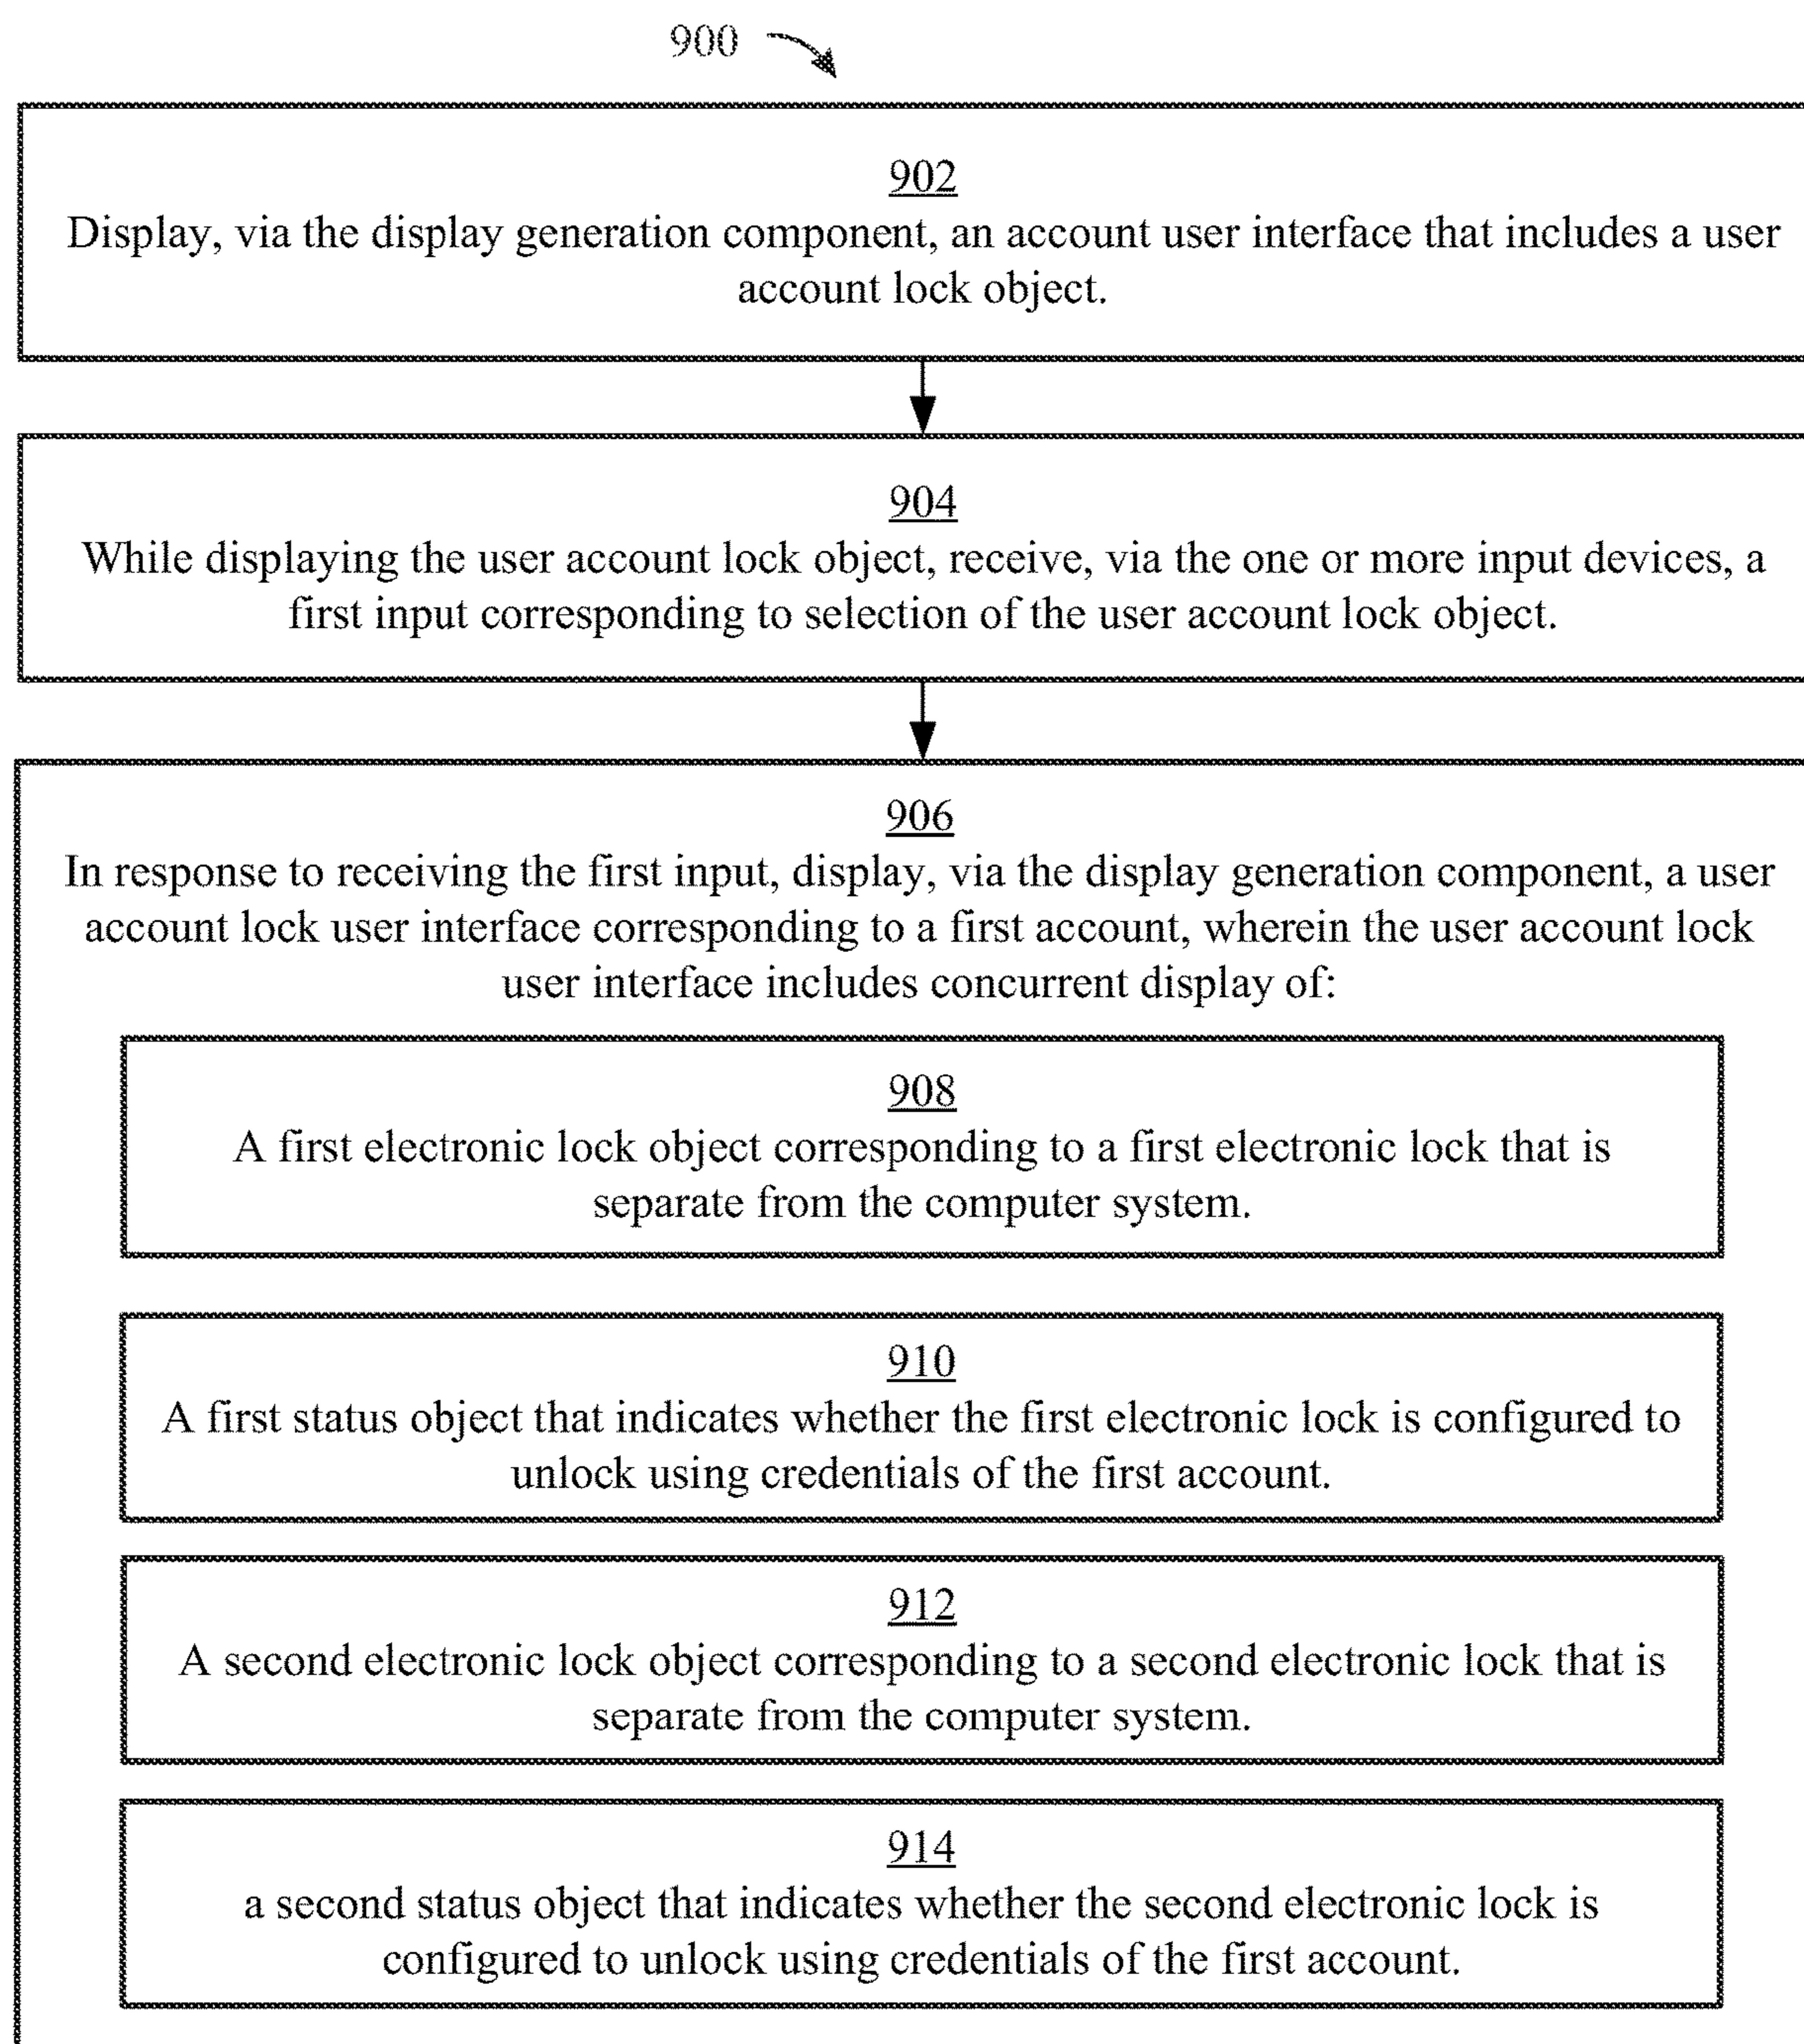 900
902
Display, via the display generation component, an account user interface that includes a user
account lock object.
904
While displaying the user account lock object, receive, via the one or more input devices, a
first input corresponding to selection of the user account lock object.
906
In response to receiving the first input, display, via the display generation component, a user
account lock user interface corresponding to a first account, wherein the user account lock
user interface includes concurrent display of:
908
A first electronic lock object corresponding to a first electronic lock that is
separate from the computer system.
910
A first status object that indicates whether the first electronic lock is configured to
unlock using credentials of the first account.
912
A second electronic lock object corresponding to a second electronic lock that is
separate from the computer system.
914
a second status object that indicates whether the second electronic lock is
configured to unlock using credentials of the first account.